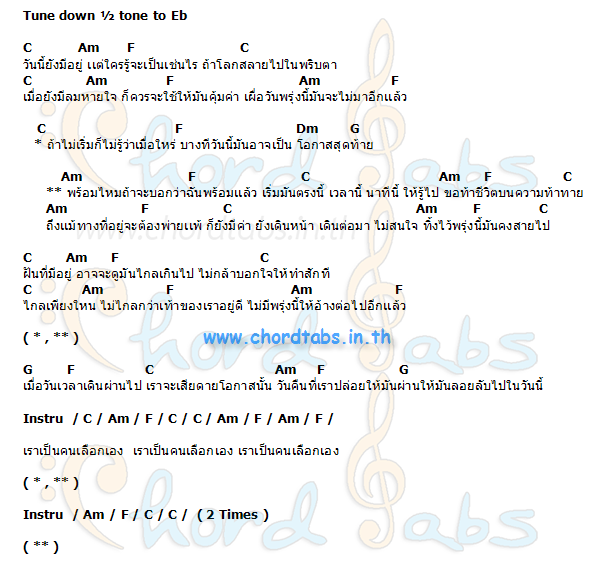 Tune down ½ tone to Eb
C Am F C
วันนี้ยังมีอยู่ แต่ใครรู้จะเป็นเช่นไร ถ้าโลกสลายไปในพริบตา
C Am F Am F
เมื่อยังมีลมหายใจ ก็ควรจะใช้ให้มันคุ้มค่า เผื่อวันพรุ่งนี้มันจะไม่มาอีกแล้ว
C F Dm G
* ถ้าไม่เริ่มก็ไม่รู้ว่าเมื่อไหร่ บางทีวันนี้มันอาจเป็น โอกาสสุดท้าย
Am F C Am F C
** พร้อมไหมถ้าจะบอกว่าฉันพร้อมแล้ว เริ่มมันตรงนี้ เวลานี้ นาทีนี้ ให้รู้ไป ขอท้าชีวิตบนความท้าทาย
Am F C Am F C
ถึงแม้ทางที่อยู่จะต้องพ่ายแพ้ ก็ยังมีค่า ยังเดินหน้า เดินต่อมา ไม่สนใจ ทิ้งไว้พรุ่งนี้มันคงสายไป
C Am F C
ฝันที่มีอยู่ อาจจะดูมันไกลเกินไป ไม่กล้าบอกใจให้ทำสักที
C Am F Am F
ไกลเพียงไหน ไม่ไกลกว่าเท้าของเราอยู่ดี ไม่มีพรุ่งนี้ให้อ้างต่อไปอีกแล้ว
( * , ** )
www.chordtabs.in.th
G F C Am F G
เมื่อวันเวลาเดินผ่านไป เราจะเสียดายโอกาสนั้น วันคืนที่เราปล่อยให้มันผ่านให้มันลอยลับไปในวันนี้
Instru / C / Am / F / C / C / Am / F / Am / F /
เราเป็นคนเลือกเอง เราเป็นคนเลือกเอง เราเป็นคนเลือกเอง
( * , ** )
Instru / Am / F / C / C / ( 2 Times )
( ** )